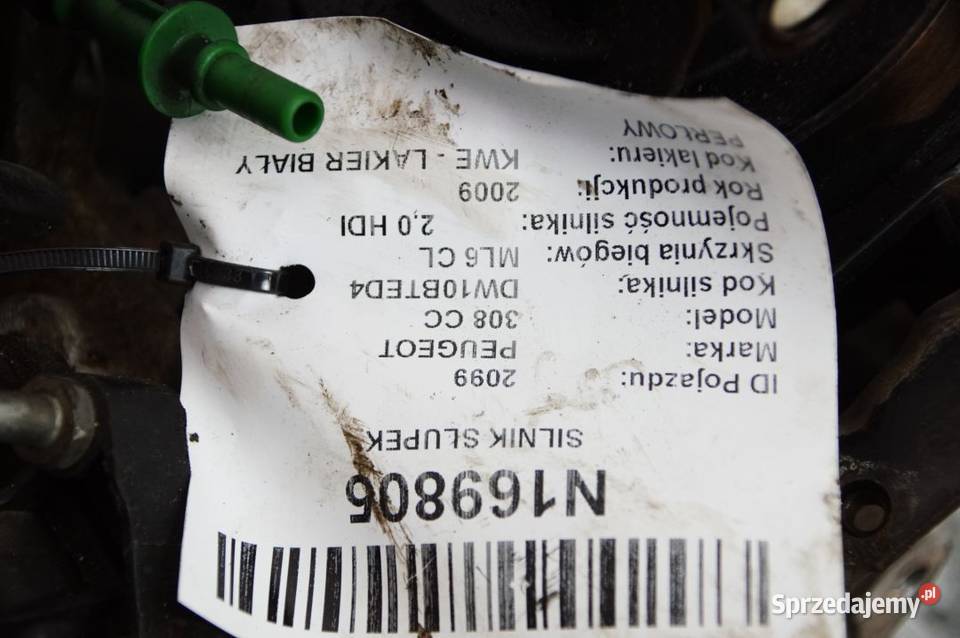 N169806
SILNIK SŁUPEK
ID Pojazdu: 2099
Marka: PEUGEOT
Model: 308 CC
Kod silnika: DW10BTED4
Skrzynia biegów: ML6 CL
Pojemność silnika: 2,0 HDI
Rok produkcji: 2009
Kod lakieru: KWE - LAKIER BIAŁY
PERŁOWY
Sprzedajemy.pl